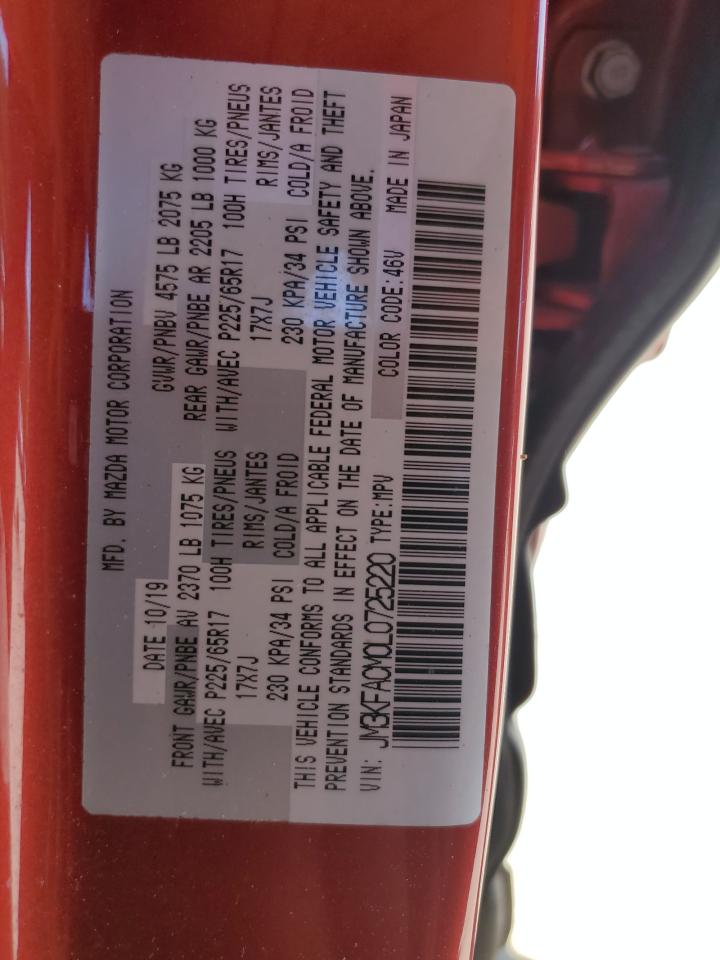 MFD. BY MAZDA MOTOR CORPORATION
DATE 10/19 GVWR/PNBV 4575 LB 2075 KG
FRONT GAWR/PNBE AV 2370 LB 1075 KG REAR GAWR/PNBE AR 2205 LB 1000 KG
WITH/AVEC P225/65R17 100H TIRES/PNEUS WITH/AVEC P225/65R17 100H TIRES/PNEUS
17X7J RIMS/JANTES 17X7J RIMS/JANTES
230 KPA/34 PSI COLD/A FROID 230 KPA/34 PSI COLD/A FROID
THIS VEHICLE CONFORMS TO ALL APPLICABLE FEDERAL MOTOR VEHICLE SAFETY AND THEFT
PREVENTION STANDARDS IN EFFECT ON THE DATE OF MANUFACTURE SHOWN ABOVE.
VIN: JM3KFACM0L0725220 TYPE:MPV COLOR CODE:46V MADE IN JAPAN